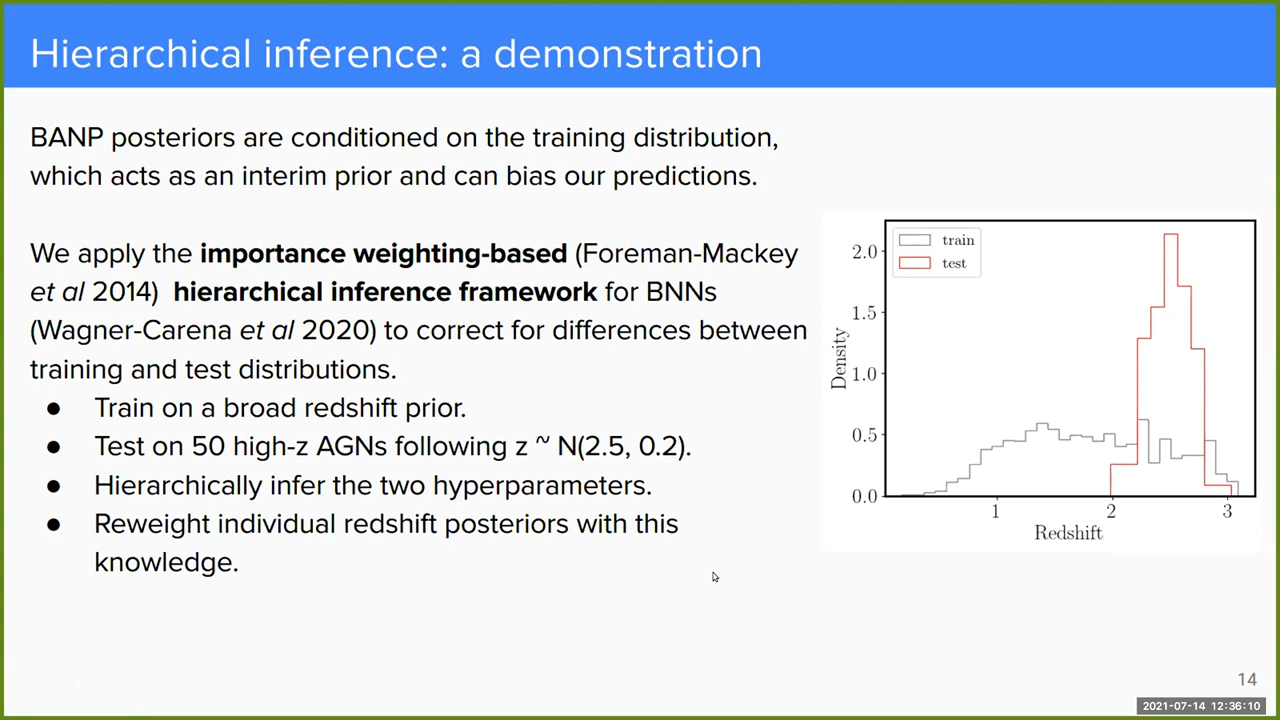 Hierarchical inference: a demonstration
BANP posteriors are conditioned on the training distribution,
which acts as an interim prior and can bias our predictions.
We apply the importance weighting-based (Foreman-Mackey
et al 2014)  hierarchical inference framework for BNNs
(Wagner-Carena et al 2020) to correct for differences between
training and test distributions.
● Train on a broad redshift prior.
● Test on 50 high-z AGNs following z ~ N(2.5, 0.2).
● Hierarchically infer the two hyperparameters.
● Reweight individual redshift posteriors with this
knowledge.
train
test
Density
2.0
1.5
1.0
0.5
0.0
1 2 3
Redshift
14
2021-07-14 12:36:10